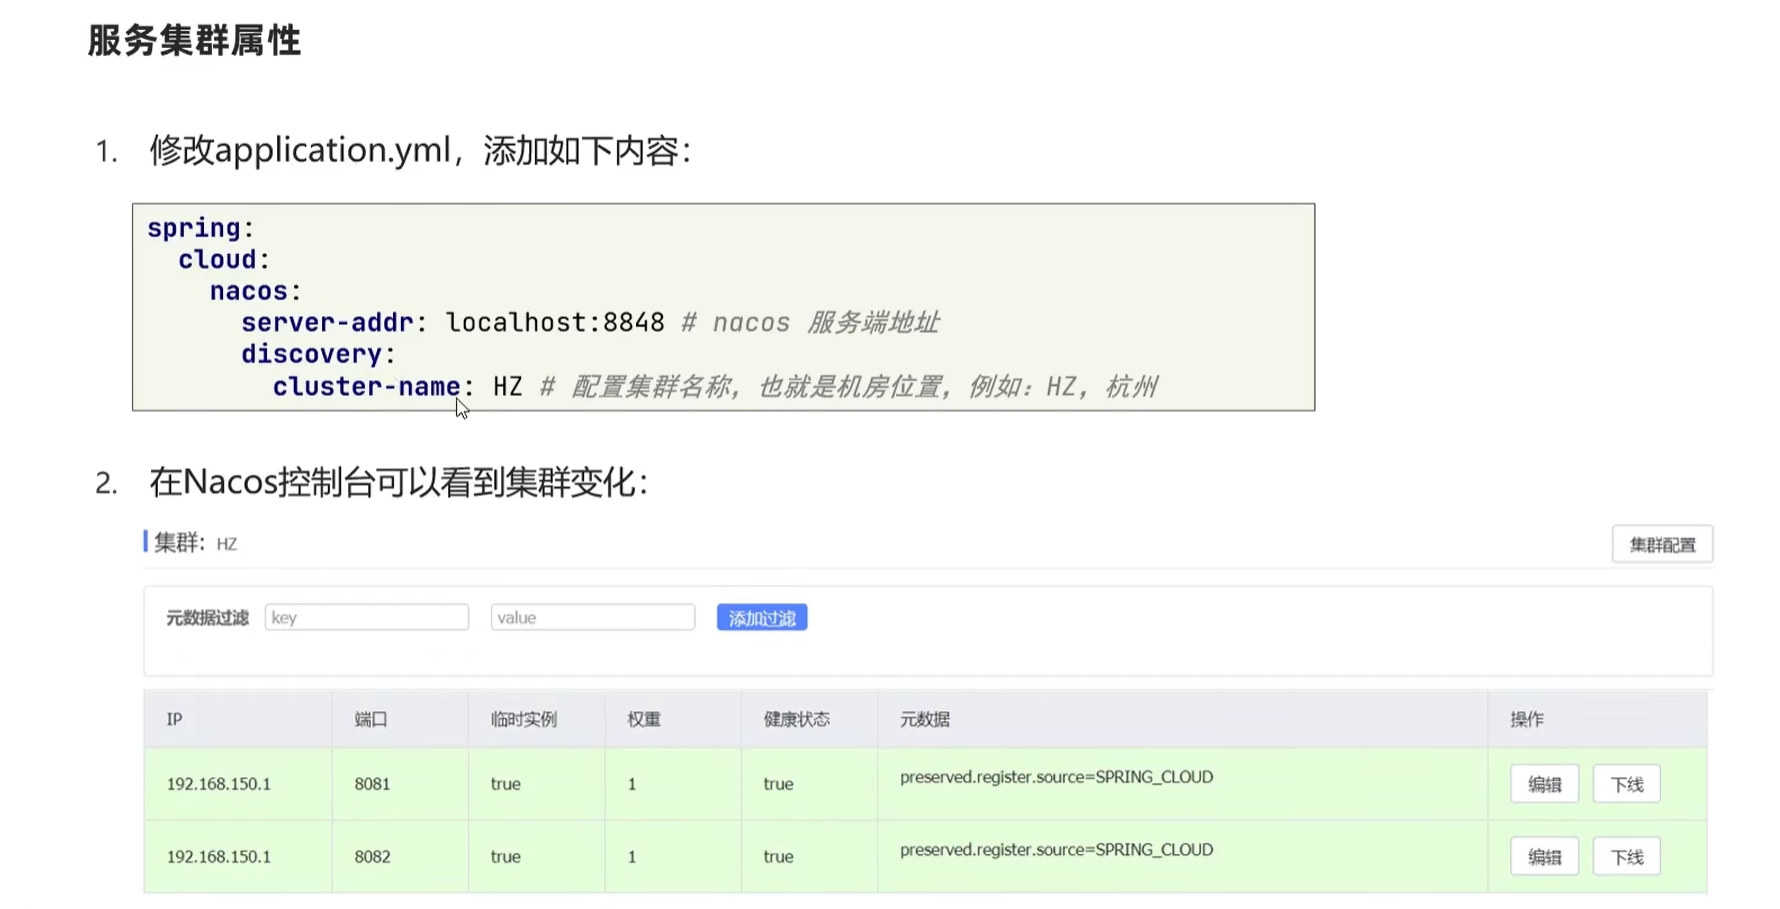 服务集群属性
1. 修改application.yml，添加如下内容：
spring:
  cloud:
    nacos:
      server-addr: localhost:8848 # nacos 服务端地址
      discovery:
        cluster-name: HZ # 配置集群名称，也就是机房位置，例如：HZ，杭州
2. 在Nacos控制台可以看到集群变化：
集群： HZ 集群配置
元数据过滤 key value 添加过滤
IP 端口 临时实例 权重 健康状态 元数据 操作
192.168.150.1 8081 true 1 true preserved.register.source=SPRING_CLOUD 编辑 下线
192.168.150.1 8082 true 1 true preserved.register.source=SPRING_CLOUD 编辑 下线